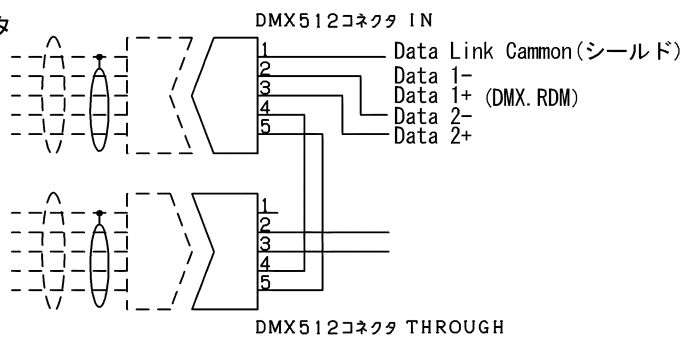 タ
DMX512コネクタ IN
1
2
3
4
5
Data Link Cammon(シールド)
Data 1-
Data 1+ (DMX.RDM)
Data 2-
Data 2+
1
2
3
4
5
DMX512コネクタ THROUGH